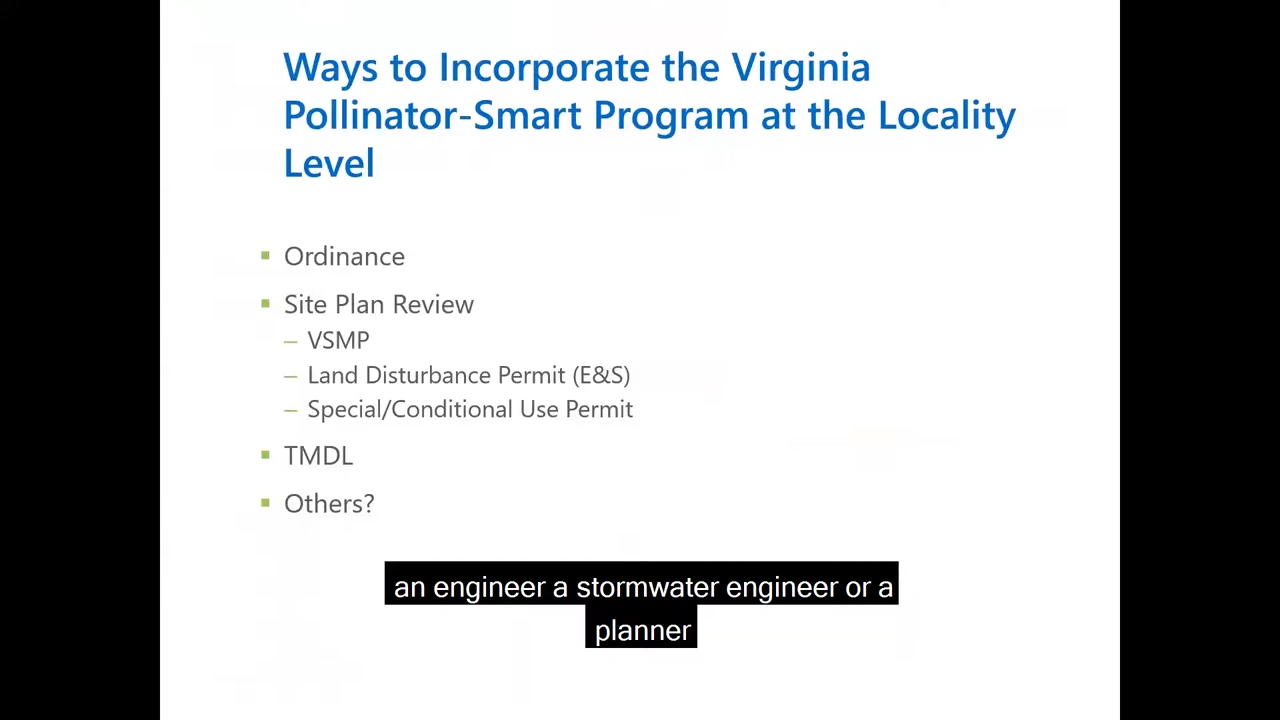 Ways to Incorporate the Virginia
Pollinator-Smart Program at the Locality
Level
▪ Ordinance
▪ Site Plan Review
– VSMP
– Land Disturbance Permit (E&S)
– Special/Conditional Use Permit
▪ TMDL
▪ Others?
an engineer a stormwater engineer or a
planner